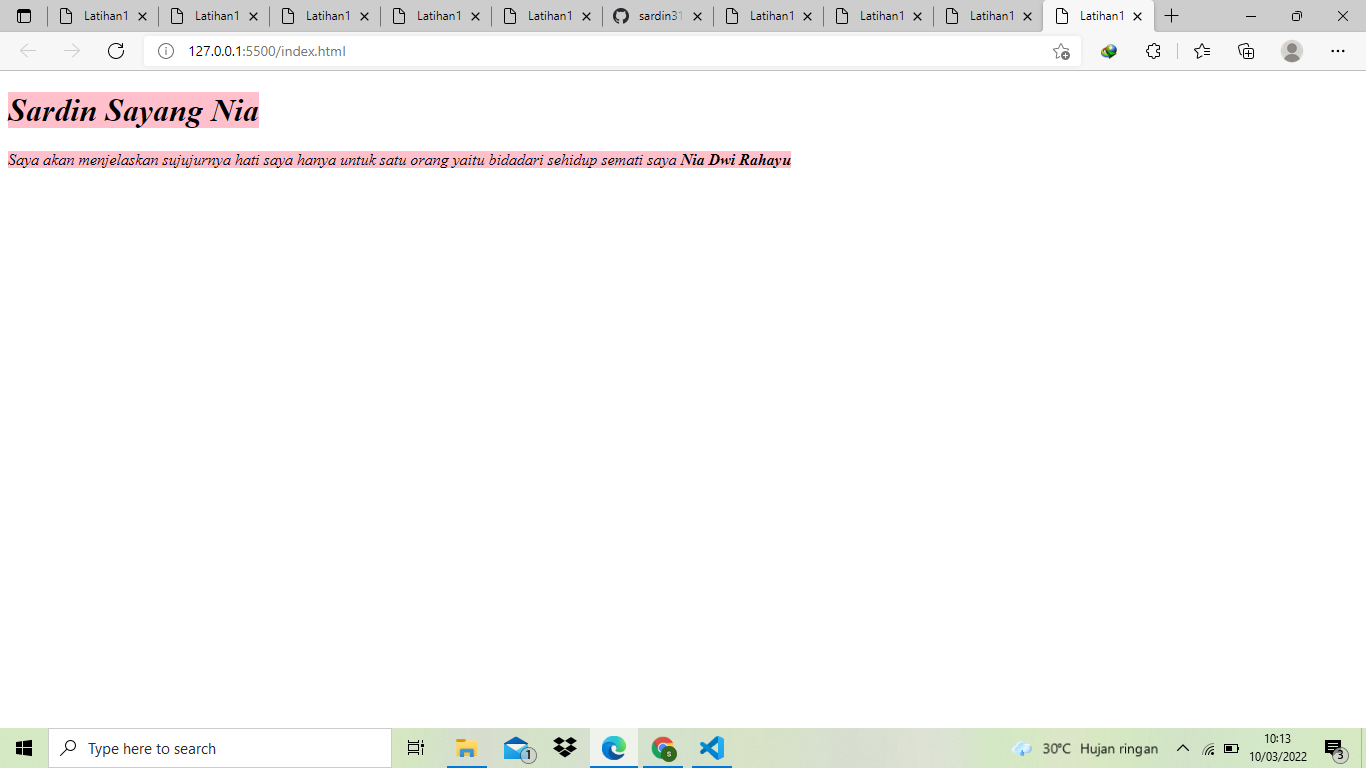 Latihan1 Latihan1 Latihan1 Latihan1 Latihan1 sardin31 Latihan1 Latihan1 Latihan1 Latihan1
127.0.0.1:5500/index.html
Sardin Sayang Nia
Saya akan menjelaskan sujujurnya hati saya hanya untuk satu orang yaitu bidadari sehidup semati saya Nia Dwi Rahayu
Type here to search
1
s
30°C Hujan ringan
10:13
10/03/2022
3